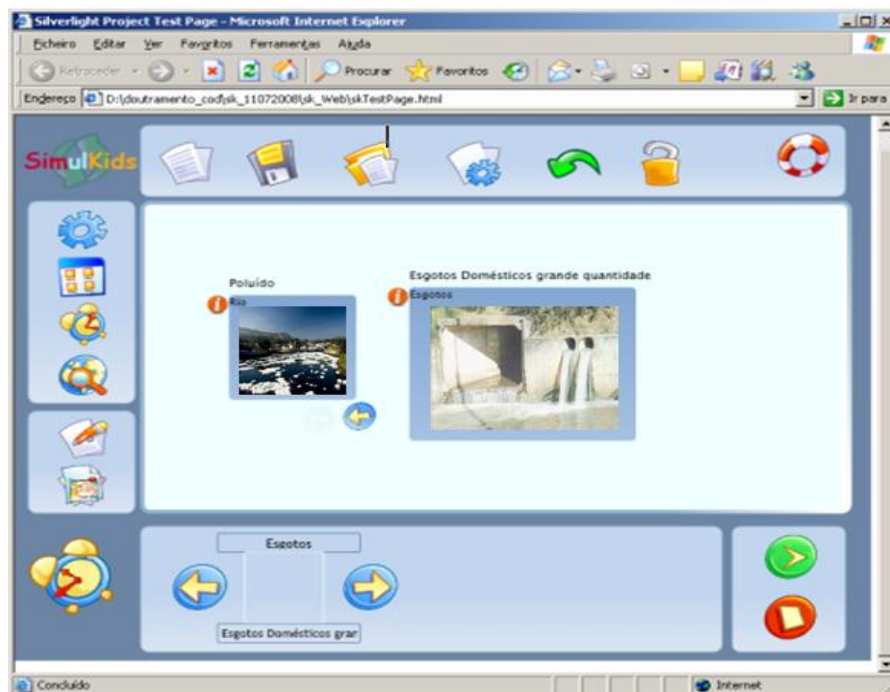 Silverlight Project Test Page - Microsoft Internet Explorer
Ficheiro Editar Ver Favoritos Ferramentas Ajuda
Retroceder Procurar Favoritos
Endereço D:\doutramento_cod\sk_11072008\sk_Web\skTestPage.html Ir para
SimulKids
Poluído
Rio
Esgotos Domésticos grande quantidade
Esgotos
Esgotos
Esgotos Domésticos grar
Concluído Internet